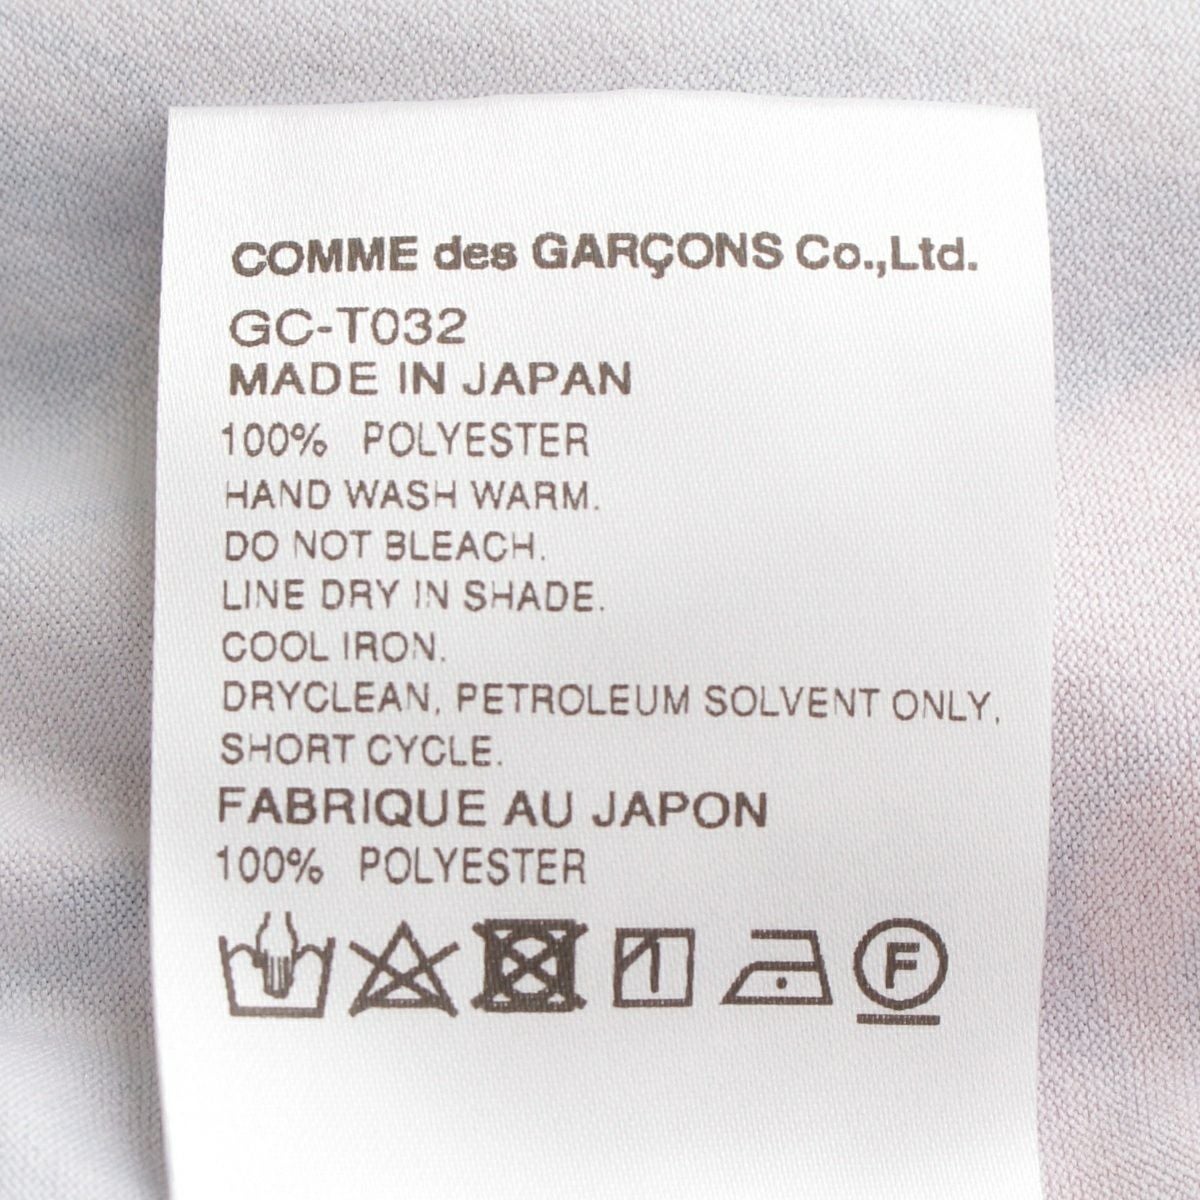 COMME des GARÇONS Co.,Ltd.
GC-T032
MADE IN JAPAN
100% POLYESTER
HAND WASH WARM.
DO NOT BLEACH.
LINE DRY IN SHADE.
COOL IRON.
DRYCLEAN, PETROLEUM SOLVENT ONLY,
SHORT CYCLE.
FABRIQUE AU JAPON
100% POLYESTER
F